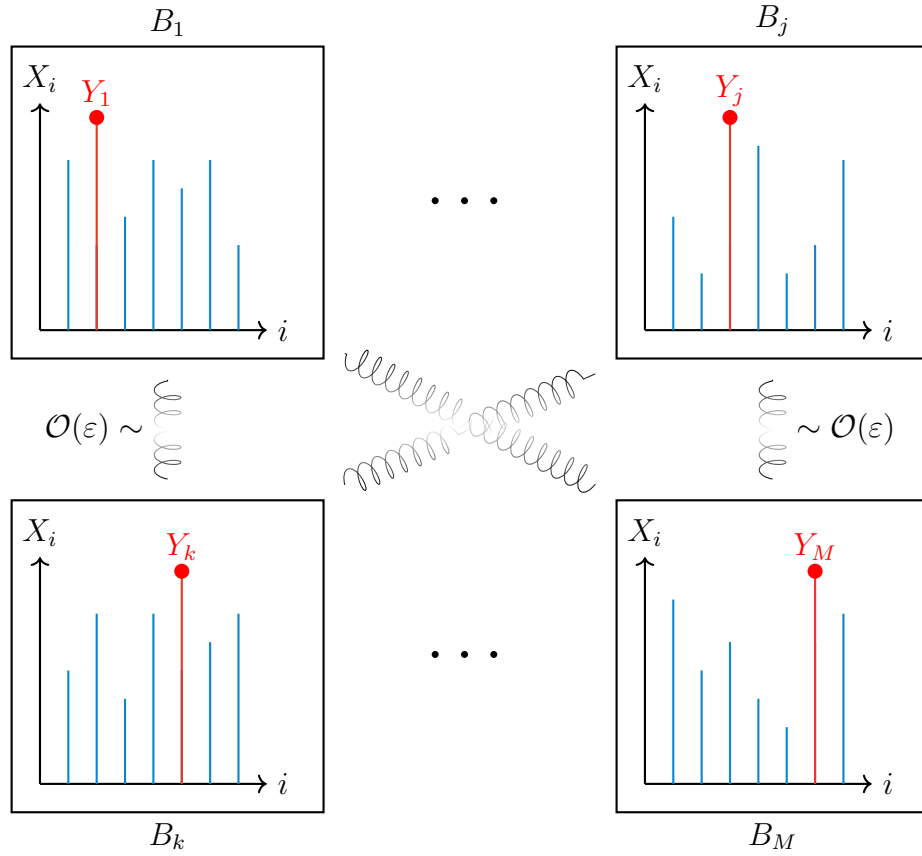 B_1
B_j
X_i
Y_1
X_i
Y_j
. . .
i
i
𝒪(ε) ∼
∼ 𝒪(ε)
X_i
Y_k
X_i
Y_M
. . .
i
i
B_k
B_M